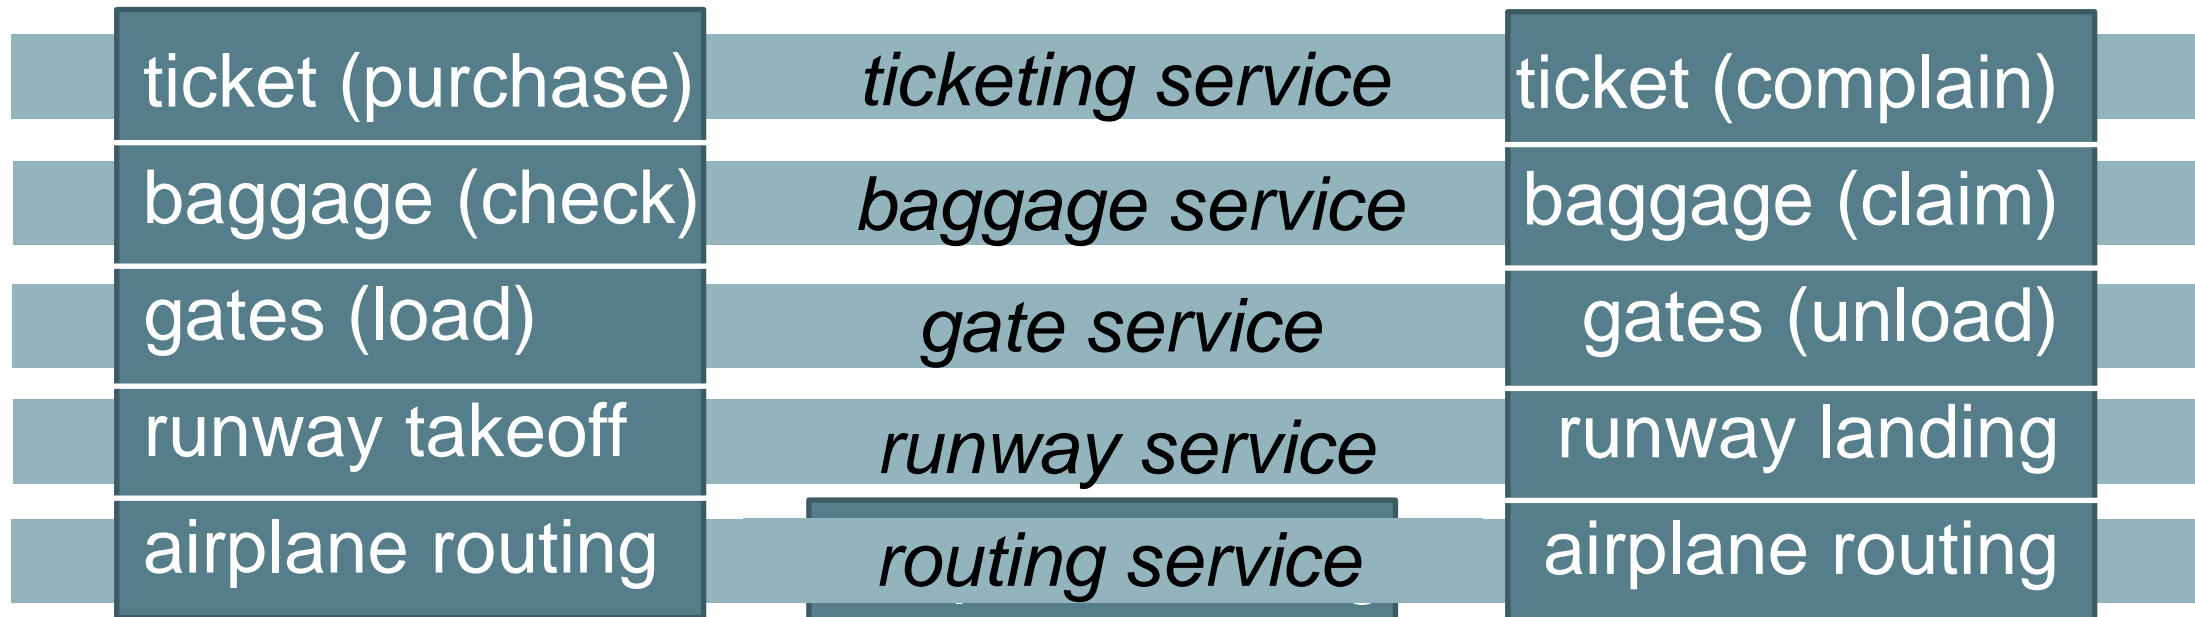 ticket (purchase) ticketing service ticket (complain)
baggage (check) baggage service baggage (claim)
gates (load) gate service gates (unload)
runway takeoff runway service runway landing
airplane routing routing service airplane routing